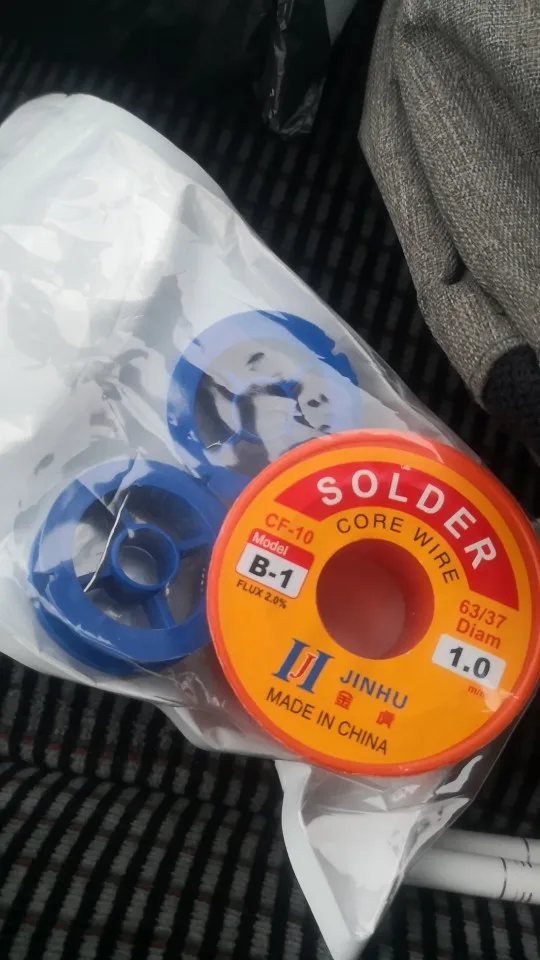 SOLDER
CORE WIRE
CF-10
Model
B-1
FLUX 2.0%
63/37
Diam
1.0
JINHU
金 虎
MADE IN CHINA